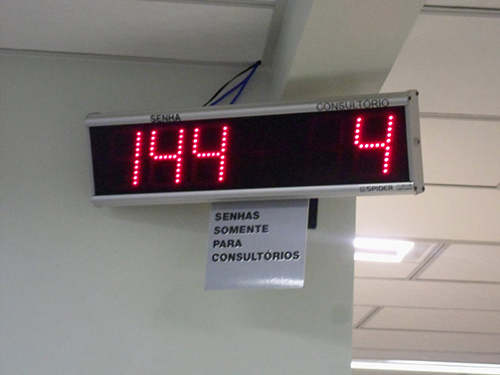 SENHA CONSULTÓRIO
144 4
SPIDER
SENHAS
SOMENTE
PARA
CONSULTÓRIOS